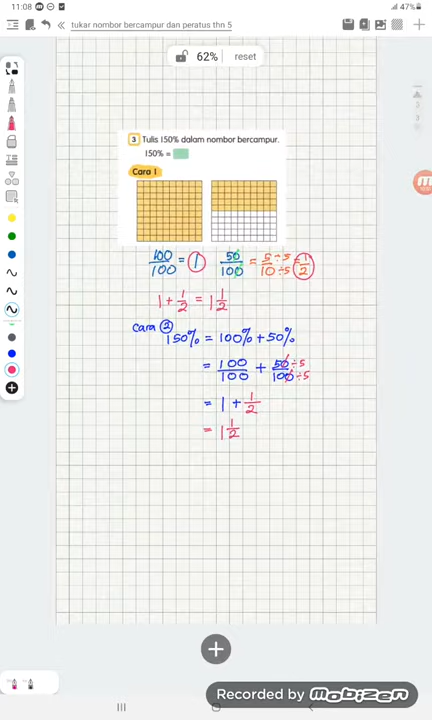 11:08
47%
tukar nombor bercampur dan peratus thn 5
62% reset
3 Tulis 150% dalam nombor bercampur.
150% =
Cara 1
100/100 = 1 50/100 = 5÷5/10÷5 = 1/2
1 + 1/2 = 1 1/2
Cara 2
150% = 100% + 50%
= 100/100 + 50÷5/100÷5
= 1 + 1/2
= 1 1/2
Recorded by mobizen